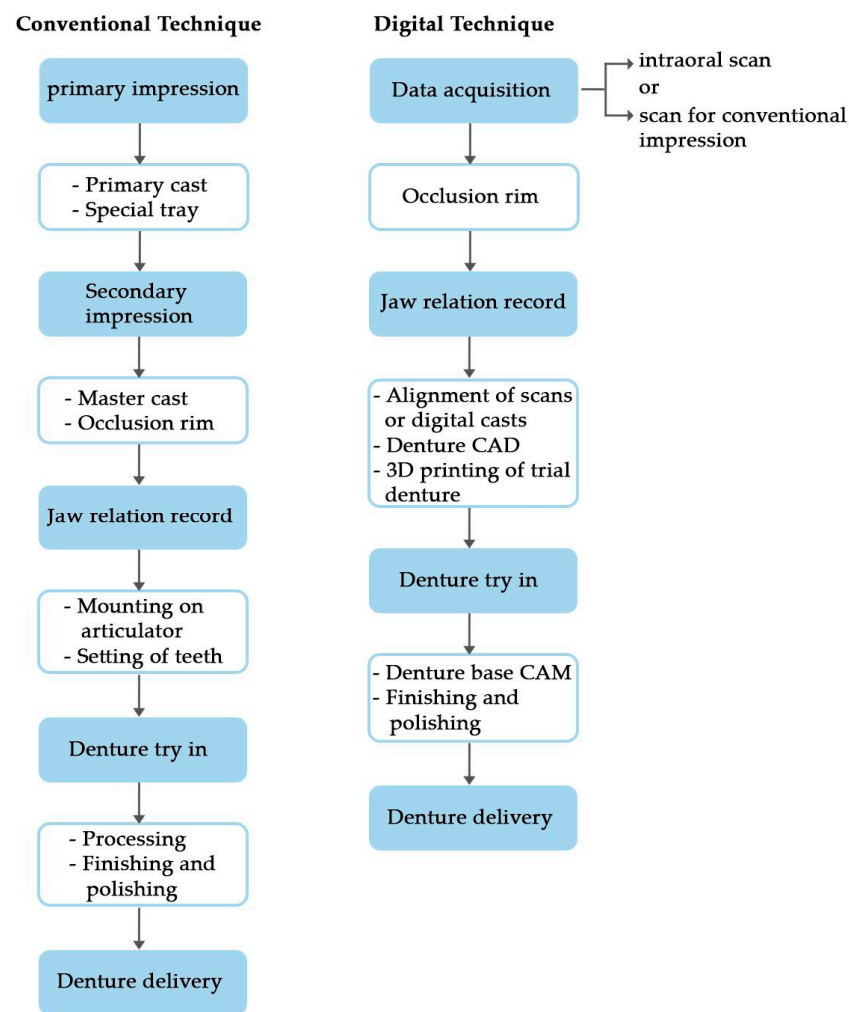 Conventional Technique
primary impression
- Primary cast
- Special tray
Secondary
impression
- Master cast
- Occlusion rim
Jaw relation record
- Mounting on
articulator
- Setting of teeth
Denture try in
- Processing
- Finishing and
polishing
Denture delivery
Digital Technique
Data acquisition
intraoral scan
or
scan for conventional
impression
Occlusion rim
Jaw relation record
- Alignment of scans
or digital casts
- Denture CAD
- 3D printing of trial
denture
Denture try in
- Denture base CAM
- Finishing and
polishing
Denture delivery